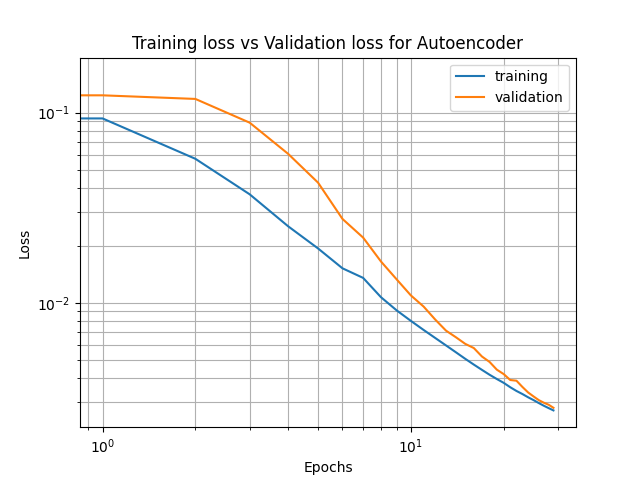 Training loss vs Validation loss for Autoencoder
training
validation
Loss
10⁻¹
10⁻²
10⁰
10¹
Epochs